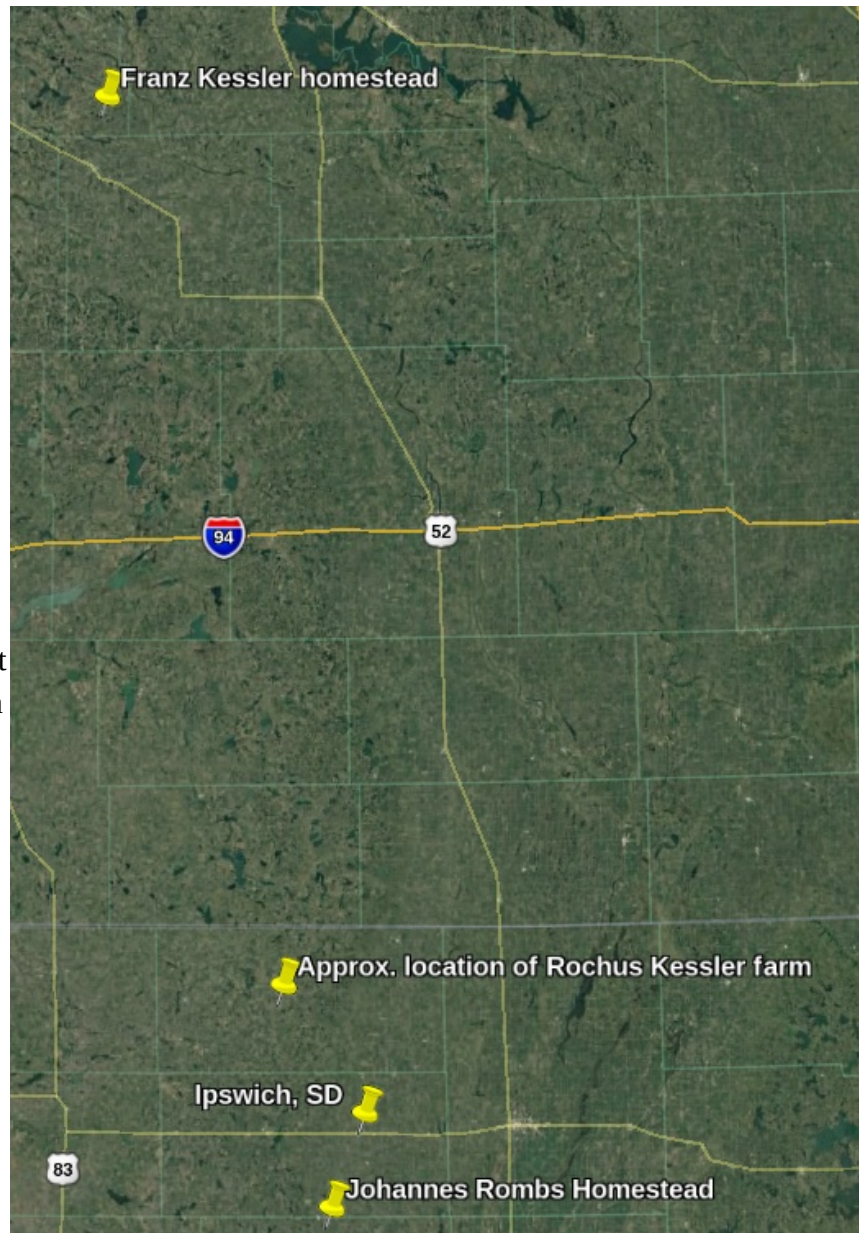 Franz Kessler homestead
94
52
Approx. location of Rochus Kessler farm
Ipswich, SD
83
Johannes Rombs Homestead